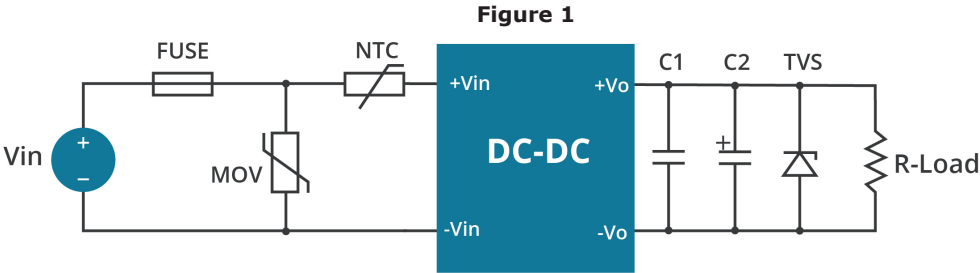 Figure 1
FUSE
NTC
C1
C2
TVS
+Vin
+Vo
Vin
+
−
MOV
DC-DC
+
R-Load
-Vin
-Vo